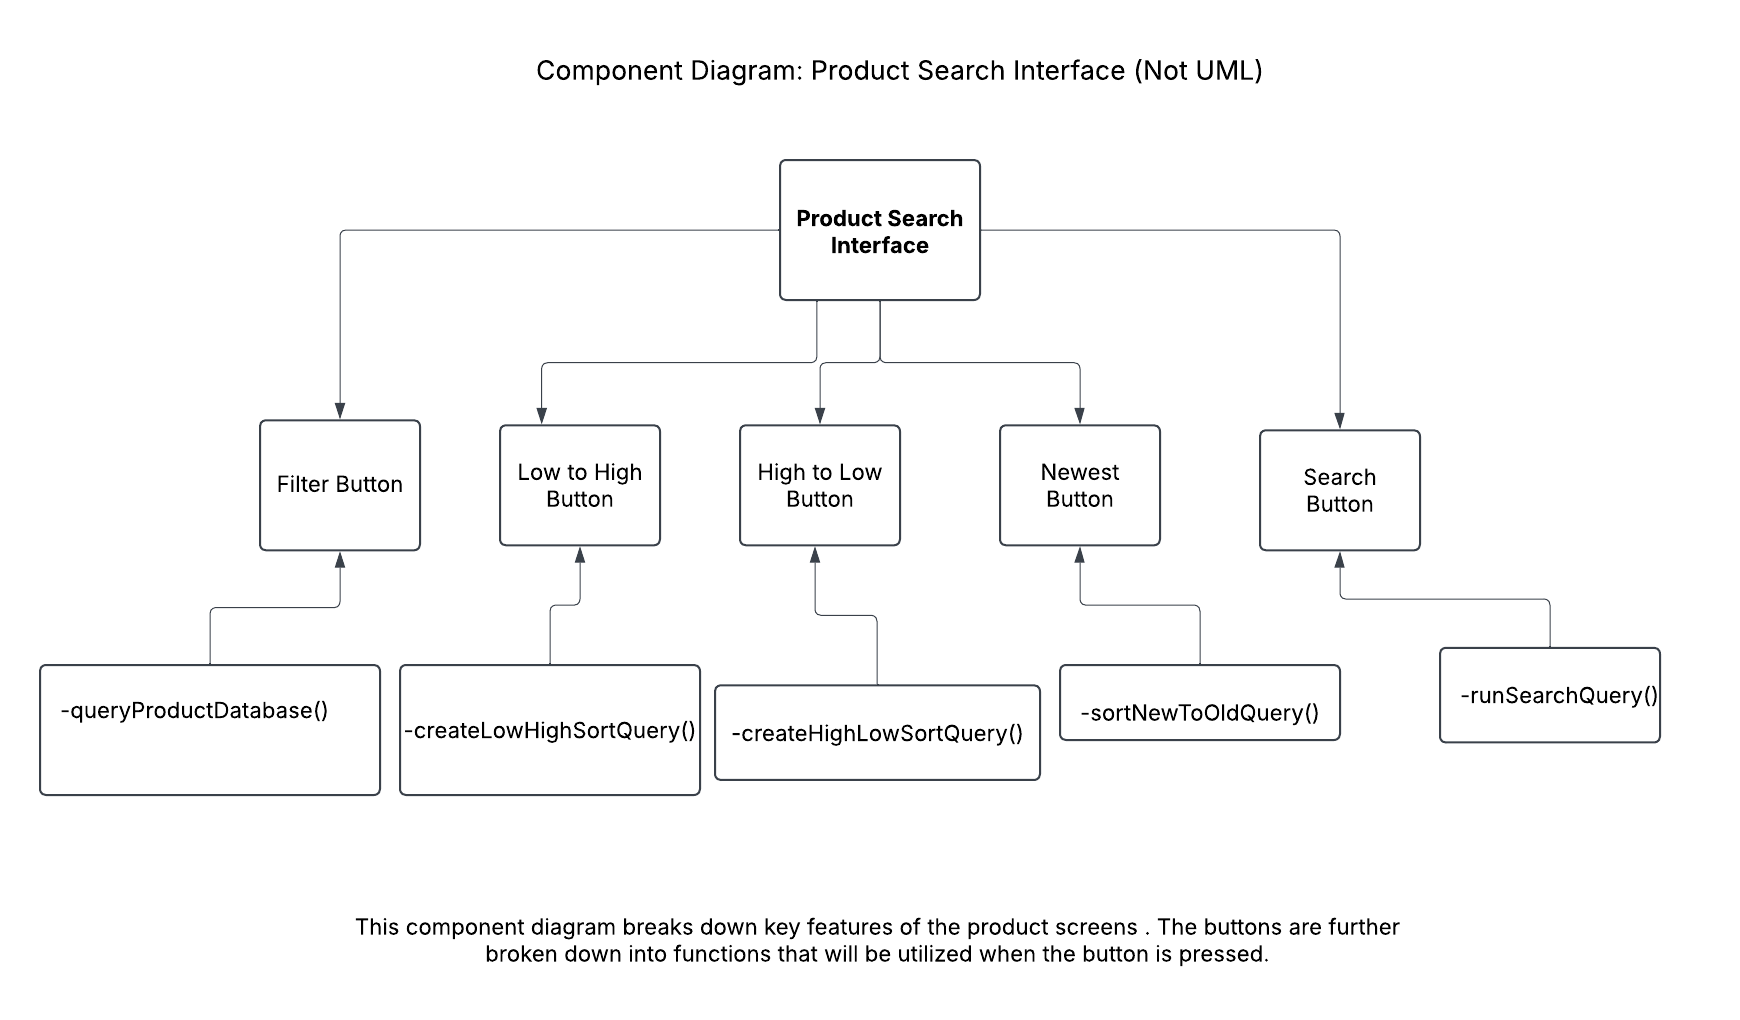 Component Diagram: Product Search Interface (Not UML)
Product Search
Interface
Filter Button
Low to High
Button
High to Low
Button
Newest
Button
Search
Button
-queryProductDatabase()
-createLowHighSortQuery()
-createHighLowSortQuery()
-sortNewToOldQuery()
-runSearchQuery()
This component diagram breaks down key features of the product screens . The buttons are further
broken down into functions that will be utilized when the button is pressed.